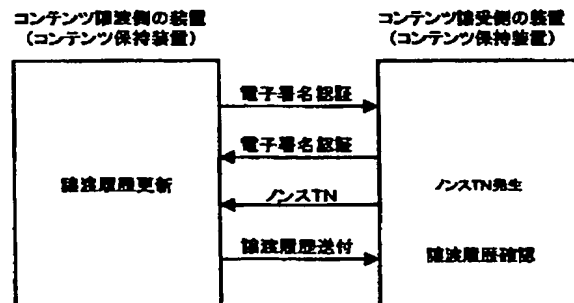 コンテンツ譲渡側の装置
(コンテンツ保持装置)
コンテンツ譲受側の装置
(コンテンツ保持装置)
電子署名認証
電子署名認証
譲渡履歴更新
ノンスTN
ノンスTN発生
譲渡履歴送付
譲渡履歴確認